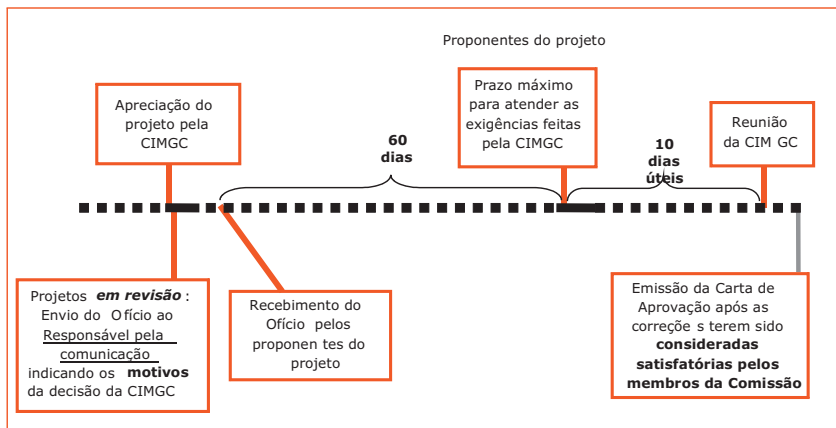 Proponentes do projeto
Apreciação do
projeto pela
CIMGC
60
dias
Prazo máximo
para atender as
exigências feitas
pela CIMGC
10
dias
úteis
Reunião
da CIM GC
Projetos em revisão :
Envio do Ofício ao
Responsável pela
comunicação
indicando os motivos
da decisão da CIMGC
Recebimento do
Ofício pelos
proponen tes do
projeto
Emissão da Carta de
Aprovação após as
correçõe s terem sido
consideradas
satisfatórias pelos
membros da Comissão